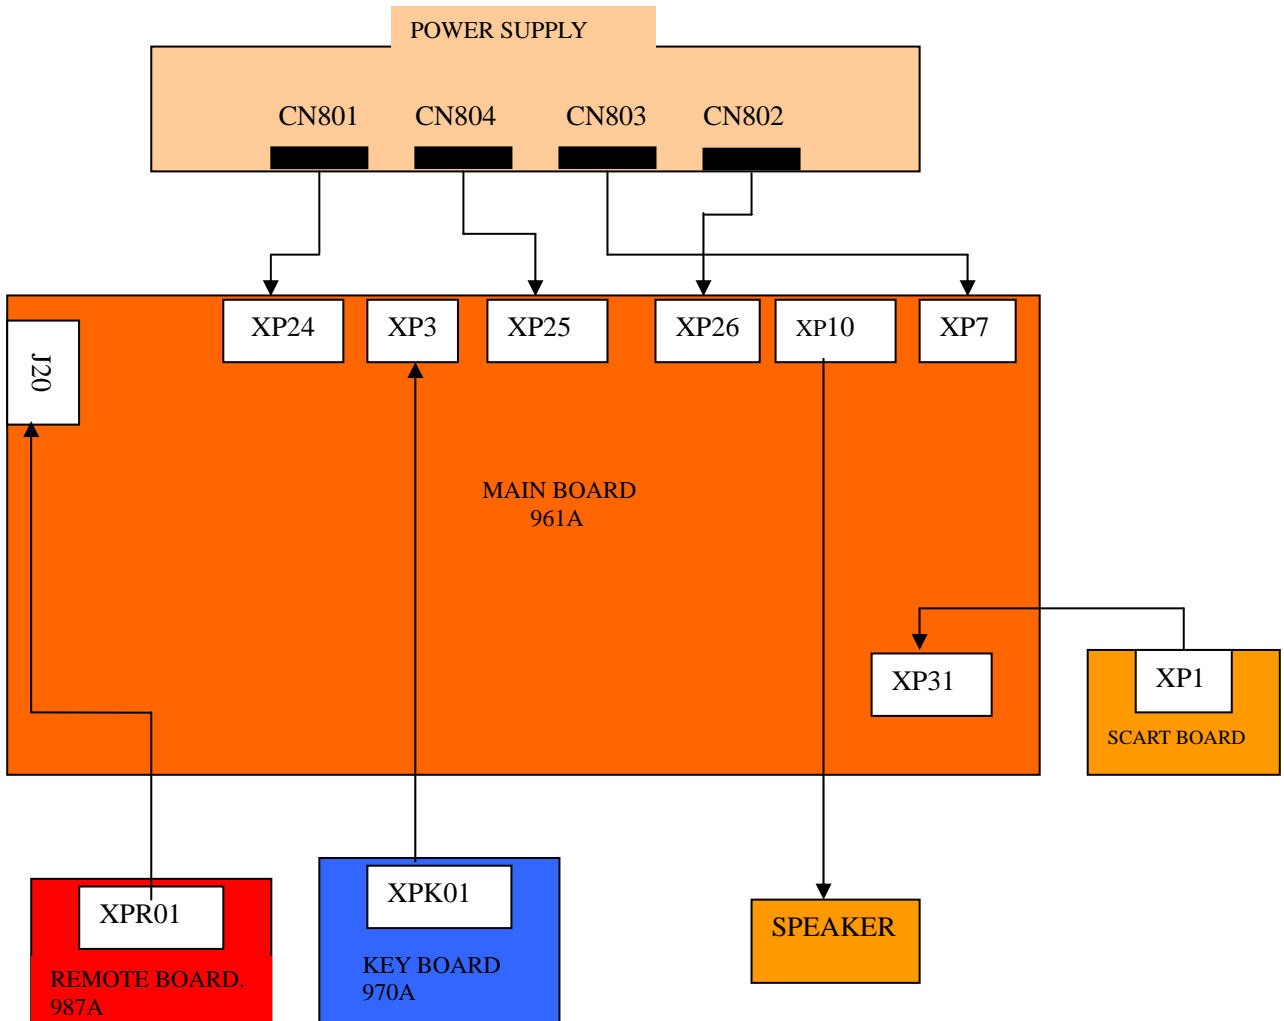 POWER SUPPLY
CN801 CN804 CN803 CN802
XP24 XP3 XP25 XP26 XP10 XP7
J20
MAIN BOARD
961A
XP31
XP1
SCART BOARD
XPR01
REMOTE BOARD.
987A
XPK01
KEY BOARD
970A
SPEAKER